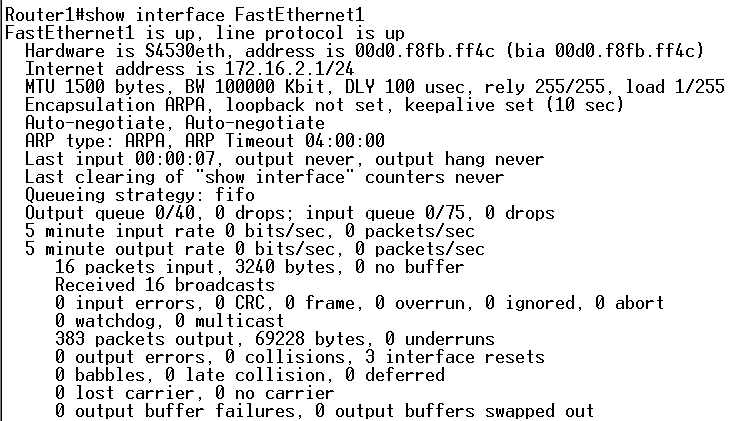 Router1#show interface FastEthernet1
FastEthernet1 is up, line protocol is up
Hardware is S4530eth, address is 00d0.f8fb.ff4c (bia 00d0.f8fb.ff4c)
Internet address is 172.16.2.1/24
MTU 1500 bytes, BW 100000 Kbit, DLY 100 usec, rely 255/255, load 1/255
Encapsulation ARPA, loopback not set, keepalive set (10 sec)
Auto-negotiate, Auto-negotiate
ARP type: ARPA, ARP Timeout 04:00:00
Last input 00:00:07, output never, output hang never
Last clearing of "show interface" counters never
Queueing strategy: fifo
Output queue 0/40, 0 drops; input queue 0/75, 0 drops
5 minute input rate 0 bits/sec, 0 packets/sec
5 minute output rate 0 bits/sec, 0 packets/sec
16 packets input, 3240 bytes, 0 no buffer
Received 16 broadcasts
0 input errors, 0 CRC, 0 frame, 0 overrun, 0 ignored, 0 abort
0 watchdog, 0 multicast
383 packets output, 69228 bytes, 0 underruns
0 output errors, 0 collisions, 3 interface resets
0 babbles, 0 late collision, 0 deferred
0 lost carrier, 0 no carrier
0 output buffer failures, 0 output buffers swapped out